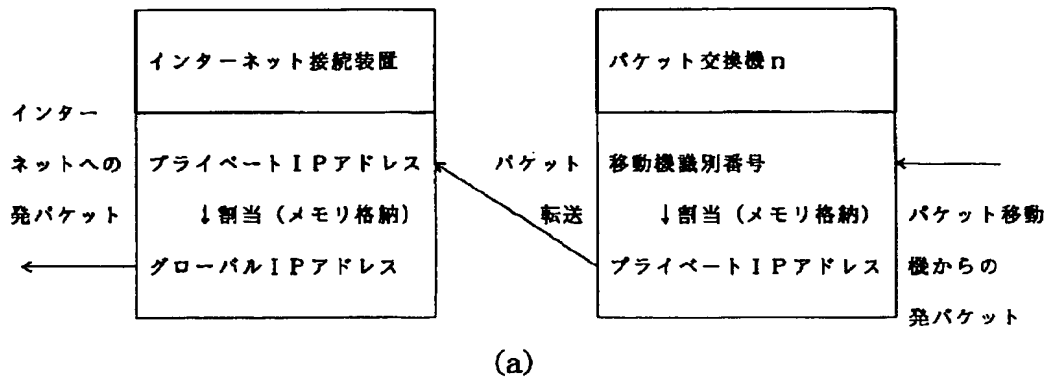 インターネット接続装置
パケット交換機n
インター
ネットへの
発パケット
プライベートIPアドレス
↓割当（メモリ格納）
グローバルIPアドレス
パケット
転送
移動機識別番号
↓割当（メモリ格納）
プライベートIPアドレス
パケット移動
機からの
発パケット
(a)